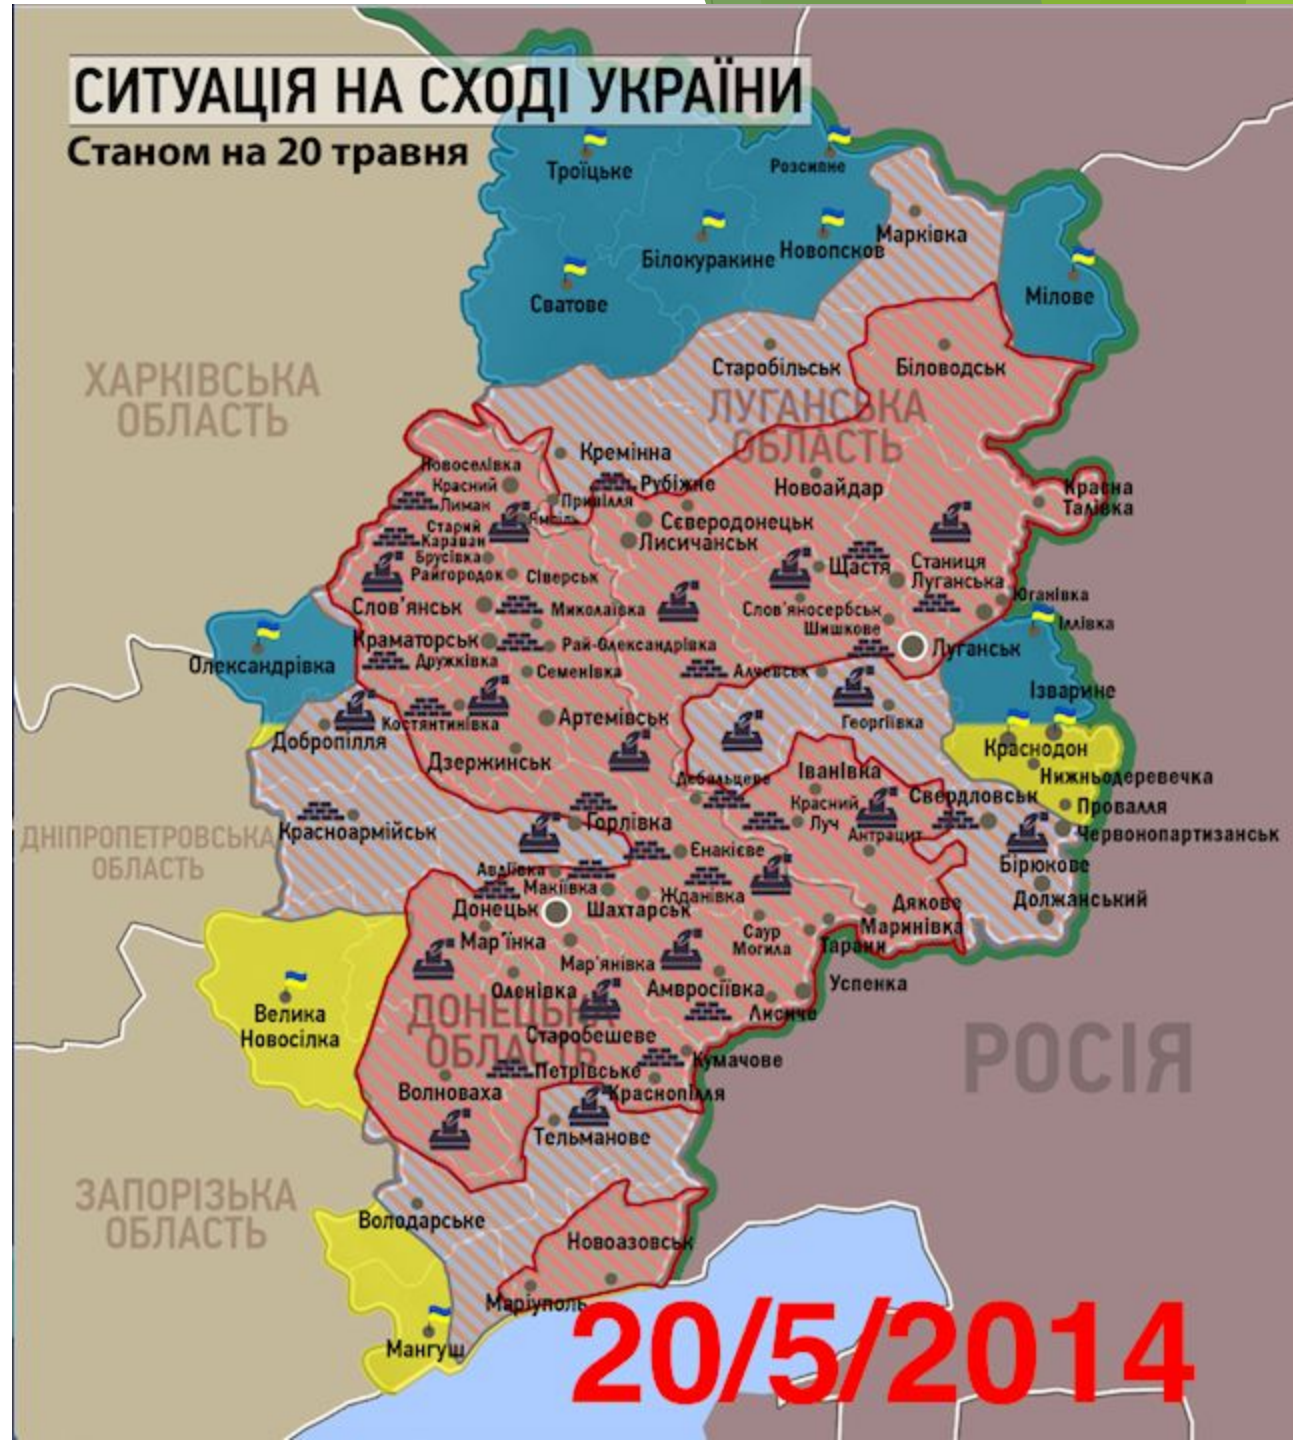 СИТУАЦІЯ НА СХОДІ УКРАЇНИ
Станом на 20 травня
Троїцьке
Розсипне
Марківка
Білокуракине
Новопсков
Сватове
Мілове
Старобільськ
Біловодськ
ХАРКІВСЬКА
ОБЛАСТЬ
ЛУГАНСЬКА
ОБЛАСТЬ
Кремінна
Новоселівка
Красний
Лиман
Рубіжне
Привілля
Новоайдар
Красна
Талівка
Ямпіль
Старий
Караван
Сєверодонецьк
Лисичанськ
Брусівка
Райгородок
Сіверськ
Щастя
Станиця
Луганська
Юганівка
Слов'янськ
Миколаївка
Слов'яносербськ
Шишкове
Іллівка
Краматорськ
Рай-Олександрівка
Луганськ
Олександрівка
Дружківка
Семенівка
Алчевськ
Ізварине
Костянтинівка
Артемівськ
Георгіївка
Добропілля
Краснодон
Дзержинськ
Дебальцеве
Іванівка
Нижньодеревечка
Красний
Луч
Свердловськ
Провалля
Антрацит
Червонопартизанськ
ДНІПРОПЕТРОВСЬКА
ОБЛАСТЬ
Красноармійськ
Горлівка
Єнакієве
Бірюкове
Авдіївка
Макіївка
Жданівка
Должанський
Донецьк
Шахтарськ
Дякове
Маринівка
Мар'їнка
Саур
Могила
Тарани
Мар'янівка
Успенка
Оленівка
Амвросіївка
Лисиче
Велика
Новосілка
ДОНЕЦЬКА
ОБЛАСТЬ
Старобешеве
РОСІЯ
Петрівське
Кумачове
Волноваха
Краснопілля
Тельманове
ЗАПОРІЗЬКА
ОБЛАСТЬ
Володарське
Новоазовськ
Маріуполь
Мангуш
20/5/2014